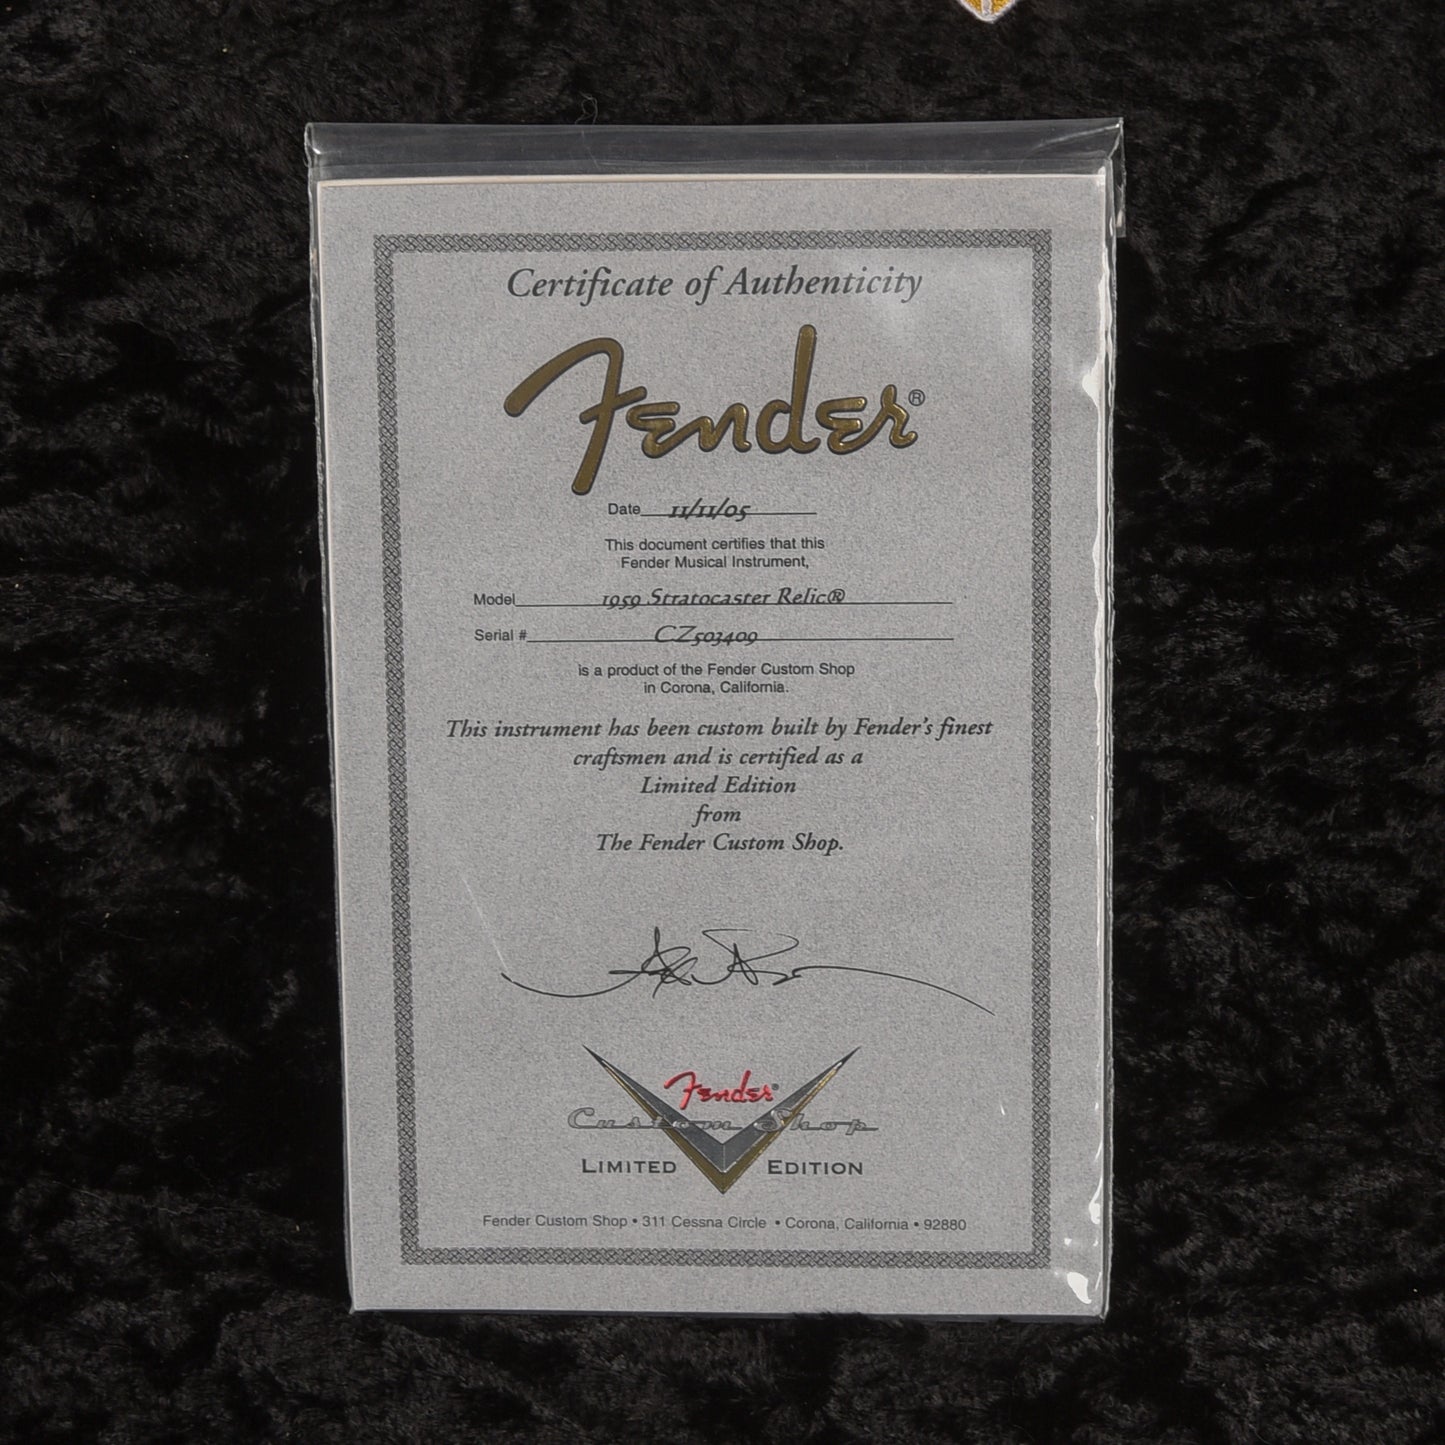 Certificate of Authenticity
Fender®
Date 11/11/05
This document certifies that this
Fender Musical Instrument,
Model 1959 Stratocaster Relic®
Serial # CZ503409
is a product of the Fender Custom Shop
in Corona, California.
This instrument has been custom built by Fender's finest
craftsmen and is certified as a
Limited Edition
from
The Fender Custom Shop.
Fender®
Custom Shop
LIMITED EDITION
Fender Custom Shop • 311 Cessna Circle • Corona, California • 92880